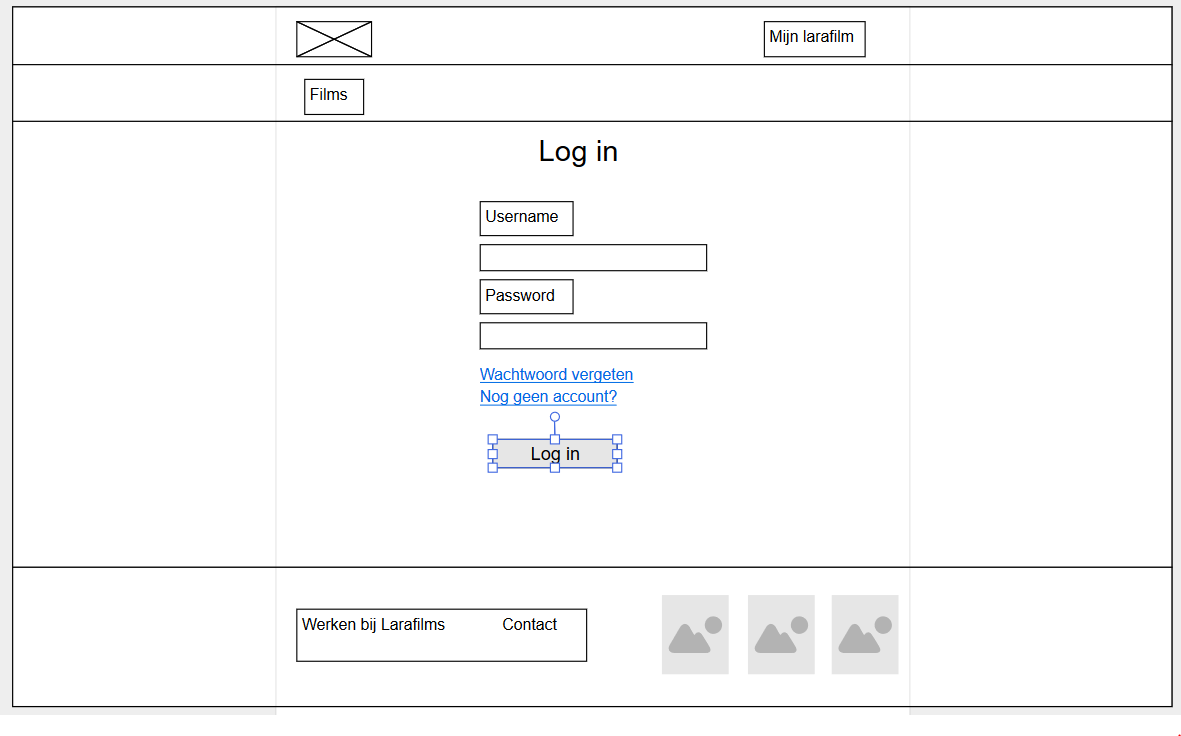 Mijn larafilm
Films
Log in
Username
Password
Wachtwoord vergeten
Nog geen account?
Log in
Werken bij Larafilms Contact